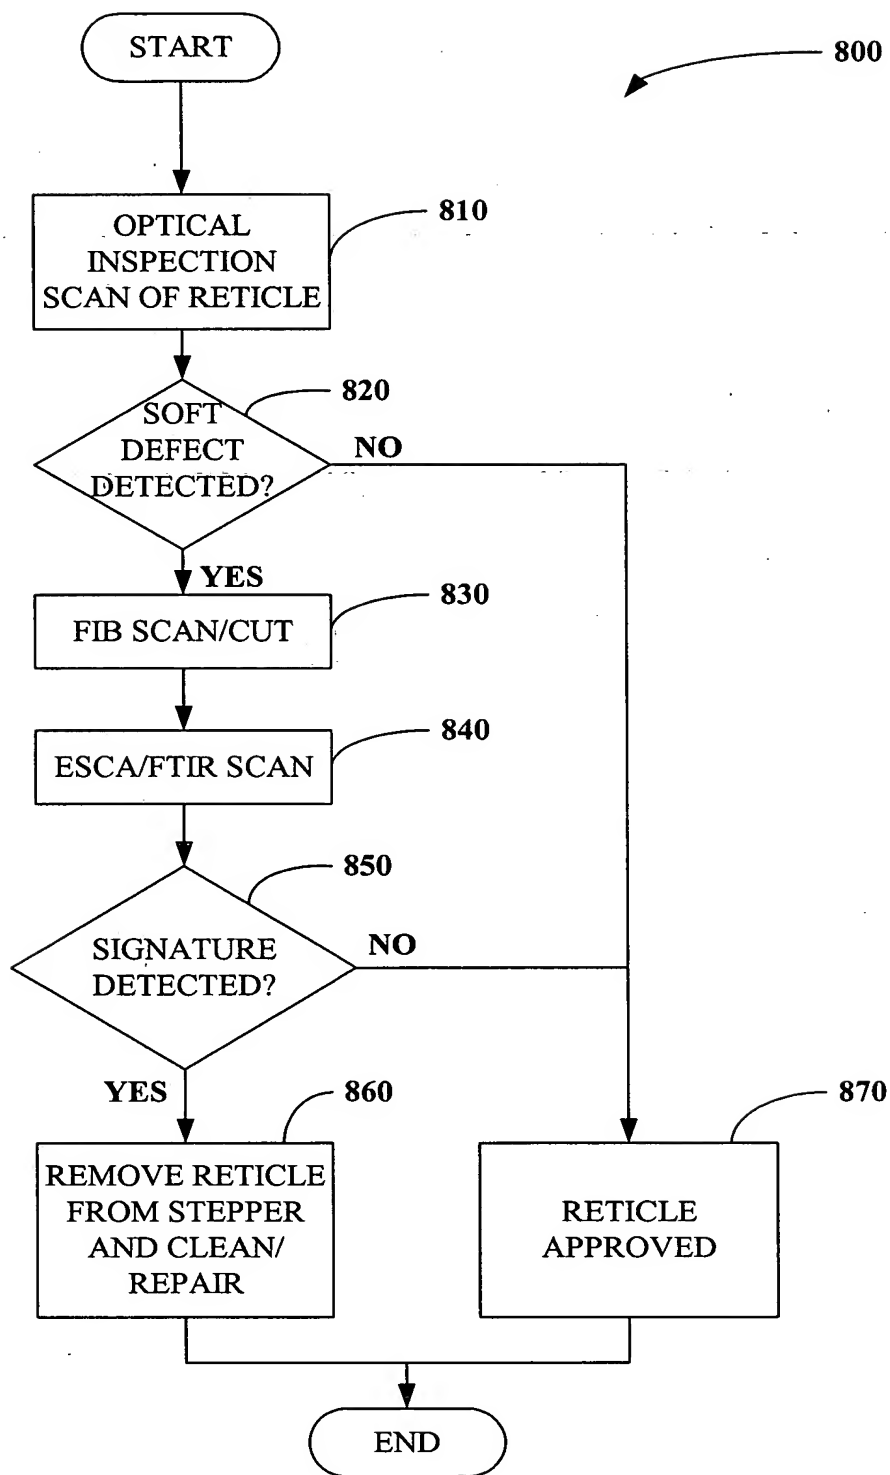 START
800
810
OPTICAL
INSPECTION
SCAN OF RETICLE
820
SOFT
DEFECT
DETECTED?
NO
YES
830
FIB SCAN/CUT
840
ESCA/FTIR SCAN
850
SIGNATURE
DETECTED?
NO
YES
860
870
REMOVE RETICLE
FROM STEPPER
AND CLEAN/
REPAIR
RETICLE
APPROVED
END